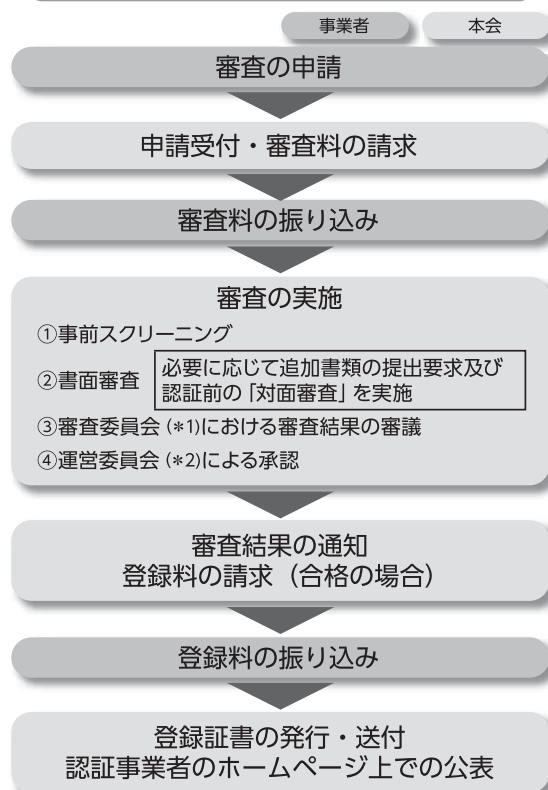 事業者 本会
審査の申請
申請受付・審査料の請求
審査料の振り込み
審査の実施
①事前スクリーニング
②書面審査
必要に応じて追加書類の提出要求及び
認証前の「対面審査」を実施
③審査委員会(*1)における審査結果の審議
④運営委員会(*2)による承認
審査結果の通知
登録料の請求（合格の場合）
登録料の振り込み
登録証書の発行・送付
認証事業者のホームページ上での公表